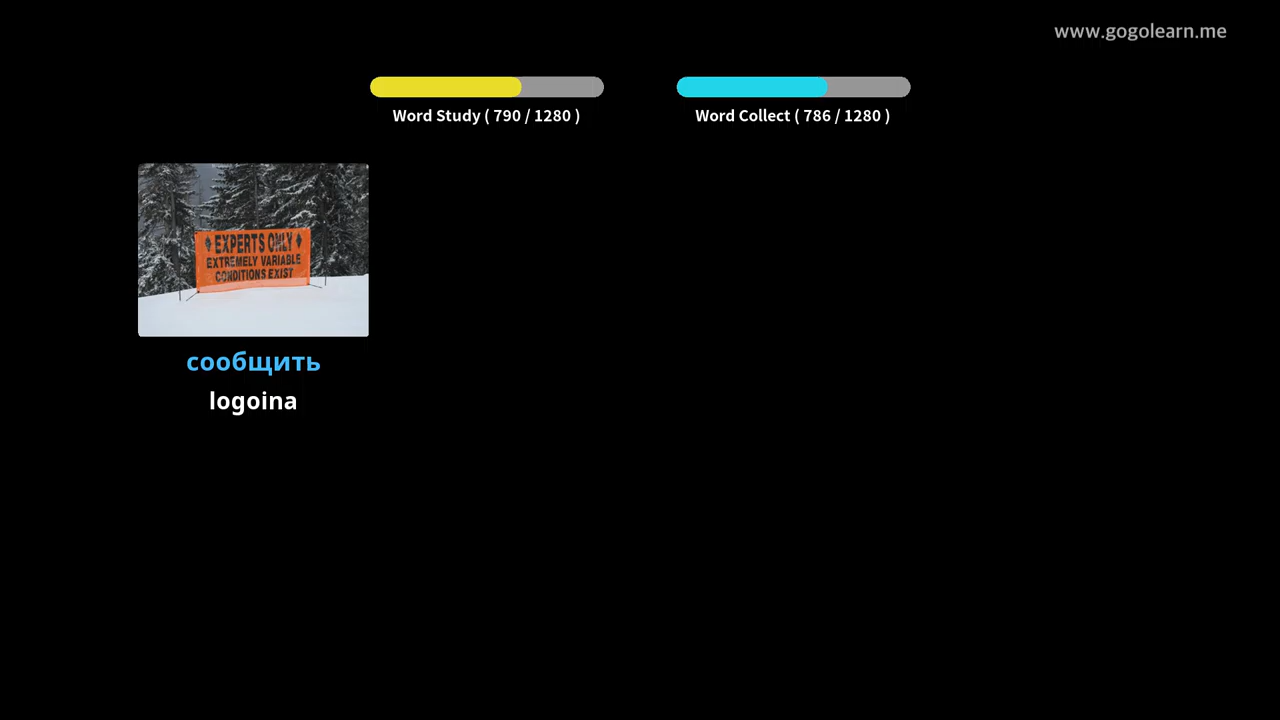 www.gogolearn.me
Word Study ( 790 / 1280 )
Word Collect ( 786 / 1280 )
EXPERTS ONLY
EXTREMELY VARIABLE
CONDITIONS EXIST
сообщить
logoina